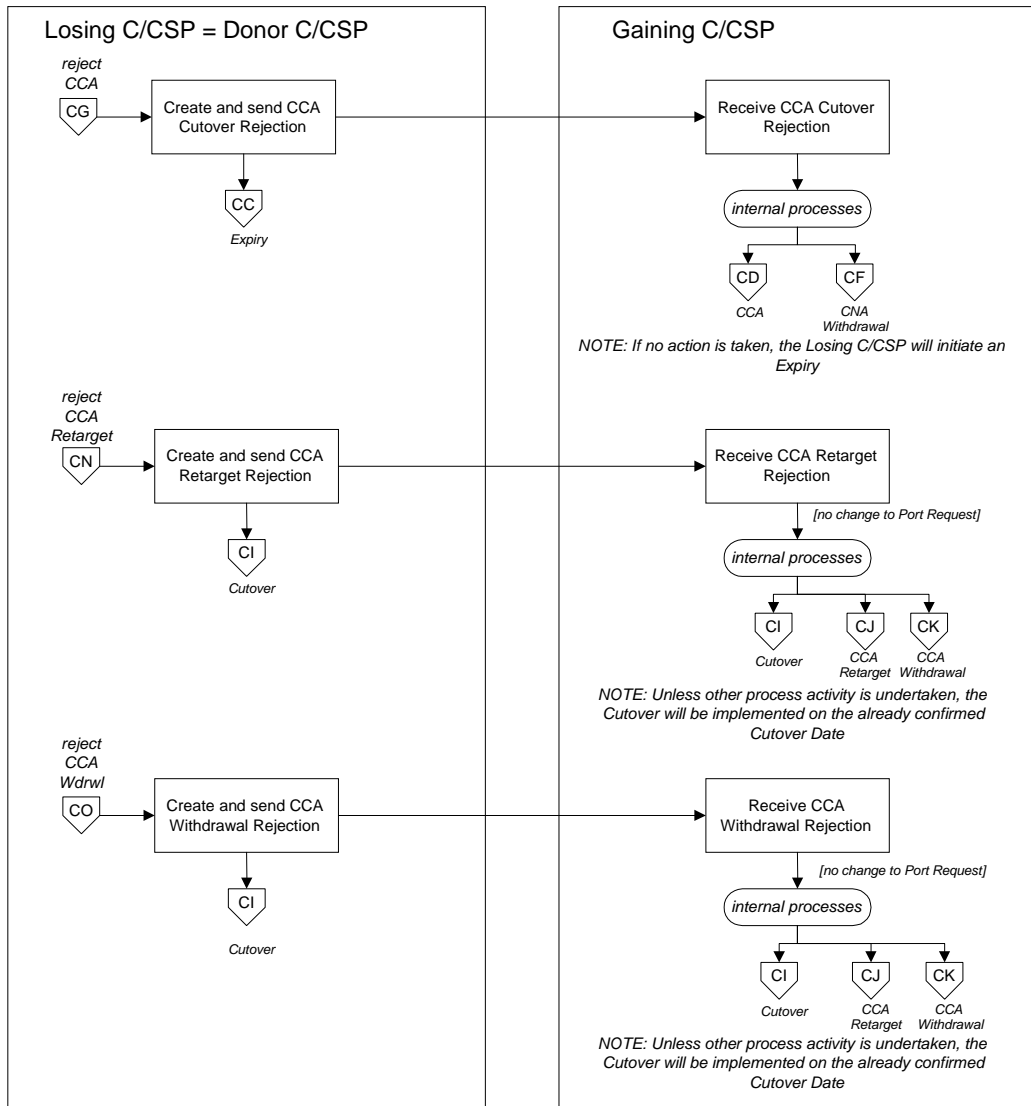 Losing C/CSP = Donor C/CSP
Gaining C/CSP
reject
CCA
CG
Create and send CCA
Cutover Rejection
Receive CCA Cutover
Rejection
CC
Expiry
internal processes
CD
CF
CCA
CNA
Withdrawal
NOTE: If no action is taken, the Losing C/CSP will initiate an
Expiry
reject
CCA
Retarget
CN
Create and send CCA
Retarget Rejection
Receive CCA Retarget
Rejection
[no change to Port Request]
CI
Cutover
internal processes
CI
CJ
CK
Cutover
CCA
Retarget
CCA
Withdrawal
NOTE: Unless other process activity is undertaken, the
Cutover will be implemented on the already confirmed
Cutover Date
reject
CCA
Wdrwl
CO
Create and send CCA
Withdrawal Rejection
Receive CCA
Withdrawal Rejection
[no change to Port Request]
CI
Cutover
internal processes
CI
CJ
CK
Cutover
CCA
Retarget
CCA
Withdrawal
NOTE: Unless other process activity is undertaken, the
Cutover will be implemented on the already confirmed
Cutover Date